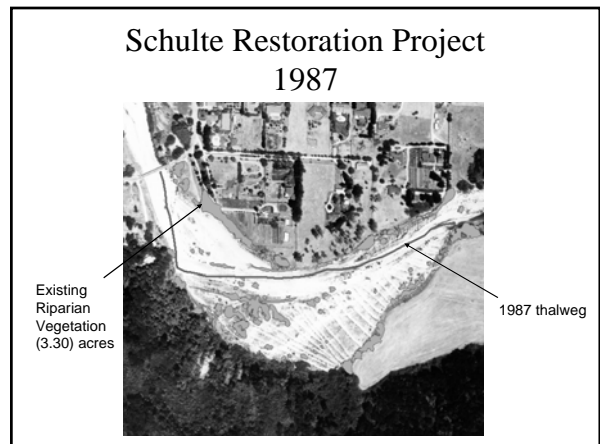 Schulte Restoration Project
1987
Existing
Riparian
Vegetation
(3.30) acres
1987 thalweg